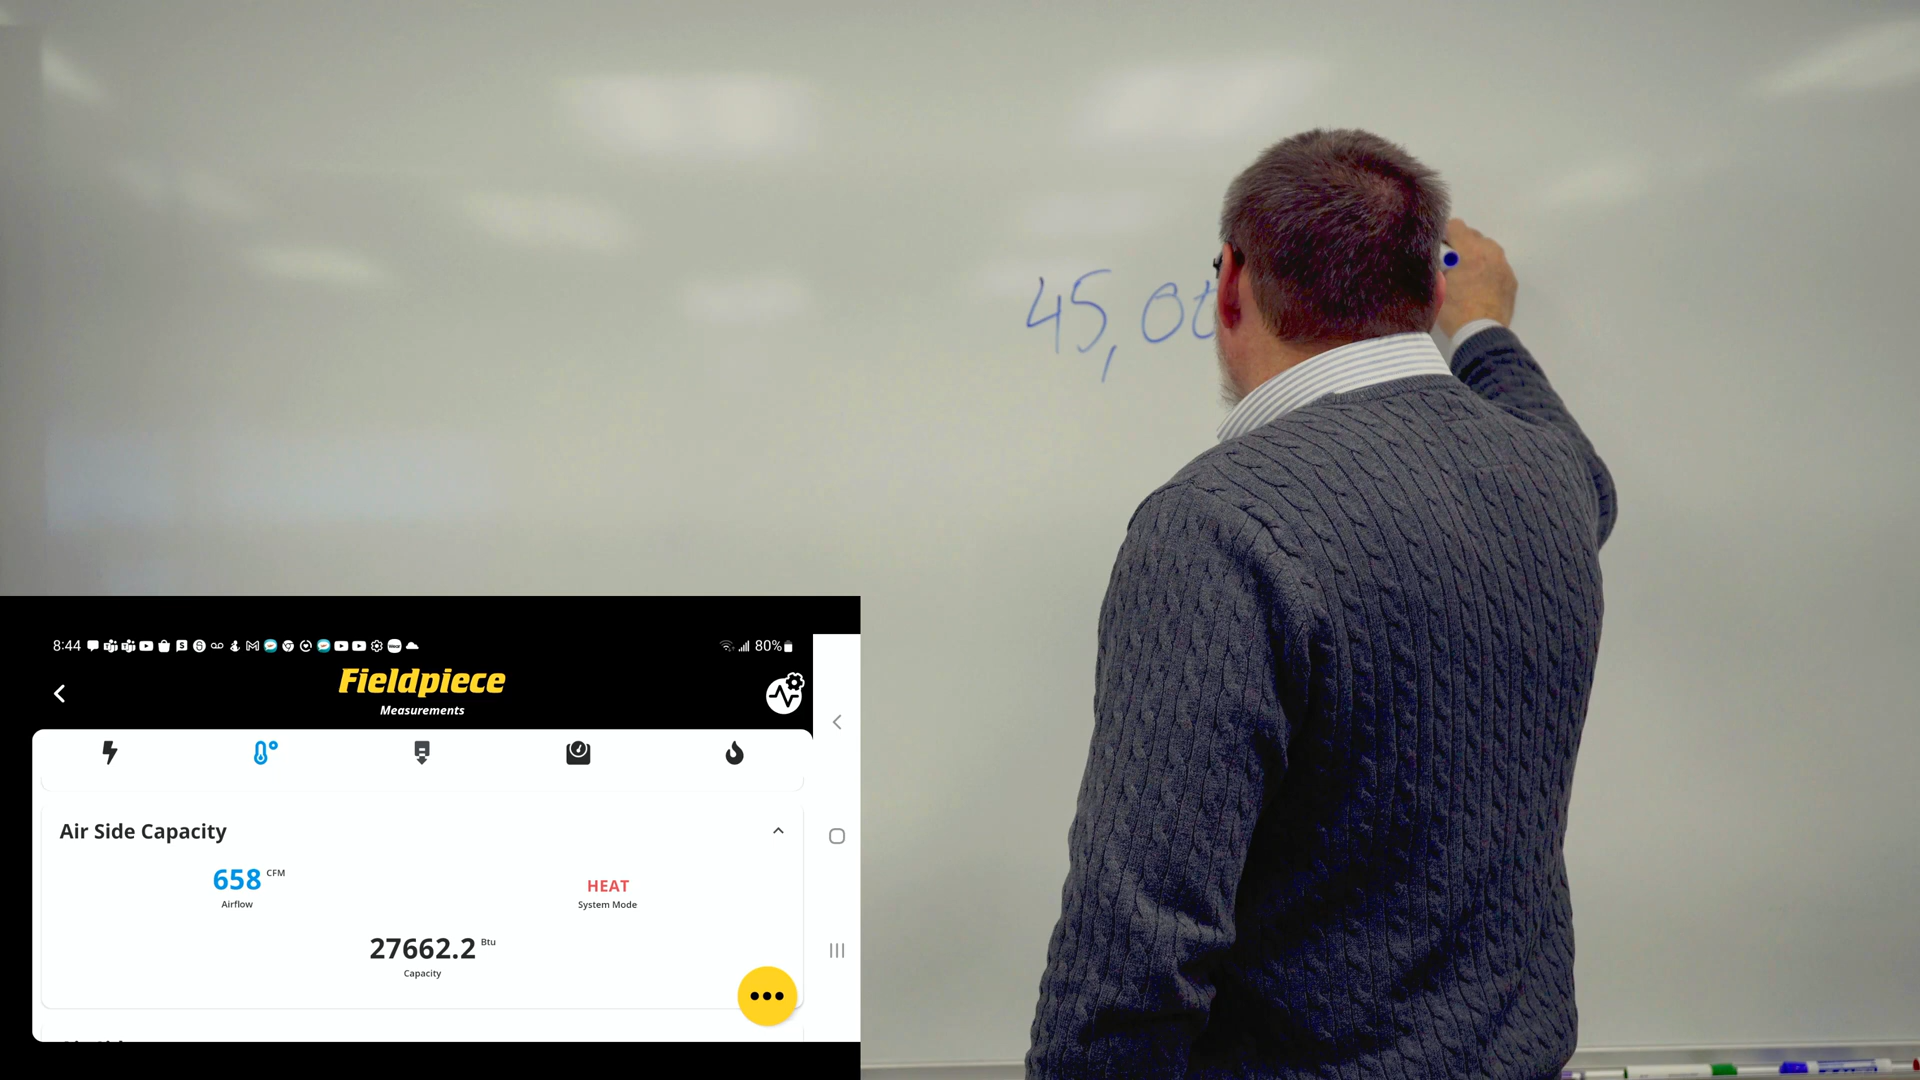 45, 0
8:44
80%
Fieldpiece
Measurements
Air Side Capacity
658 CFM
Airflow
HEAT
System Mode
27662.2 Btu
Capacity